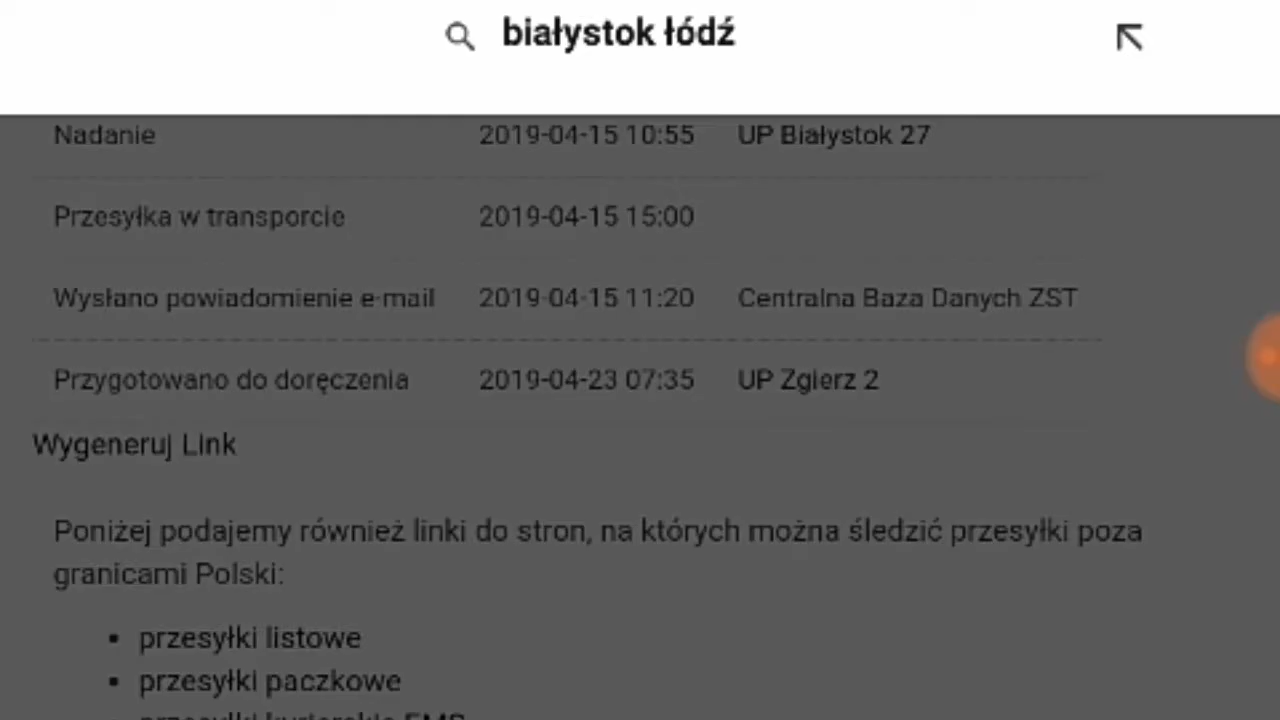 białystok łódź
Nadanie 2019-04-15 10:55 UP Białystok 27
Przesyłka w transporcie 2019-04-15 15:00
Wysłano powiadomienie e-mail 2019-04-15 11:20 Centralna Baza Danych ZST
Przygotowano do doręczenia 2019-04-23 07:35 UP Zgierz 2
Wygeneruj Link
Poniżej podajemy również linki do stron, na których można śledzić przesyłki poza
granicami Polski:
• przesyłki listowe
• przesyłki paczkowe
przesyłki kurierskie EMS